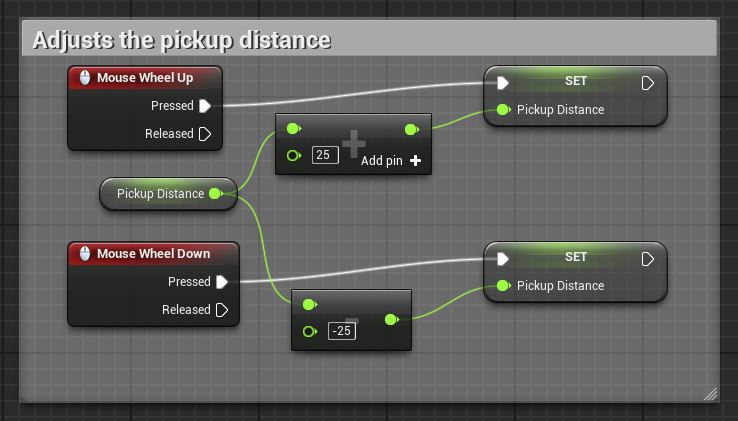 Adjusts the pickup distance
Mouse Wheel Up
Pressed
Released
SET
Pickup Distance
25
Add pin
Pickup Distance
Mouse Wheel Down
Pressed
Released
SET
Pickup Distance
-25